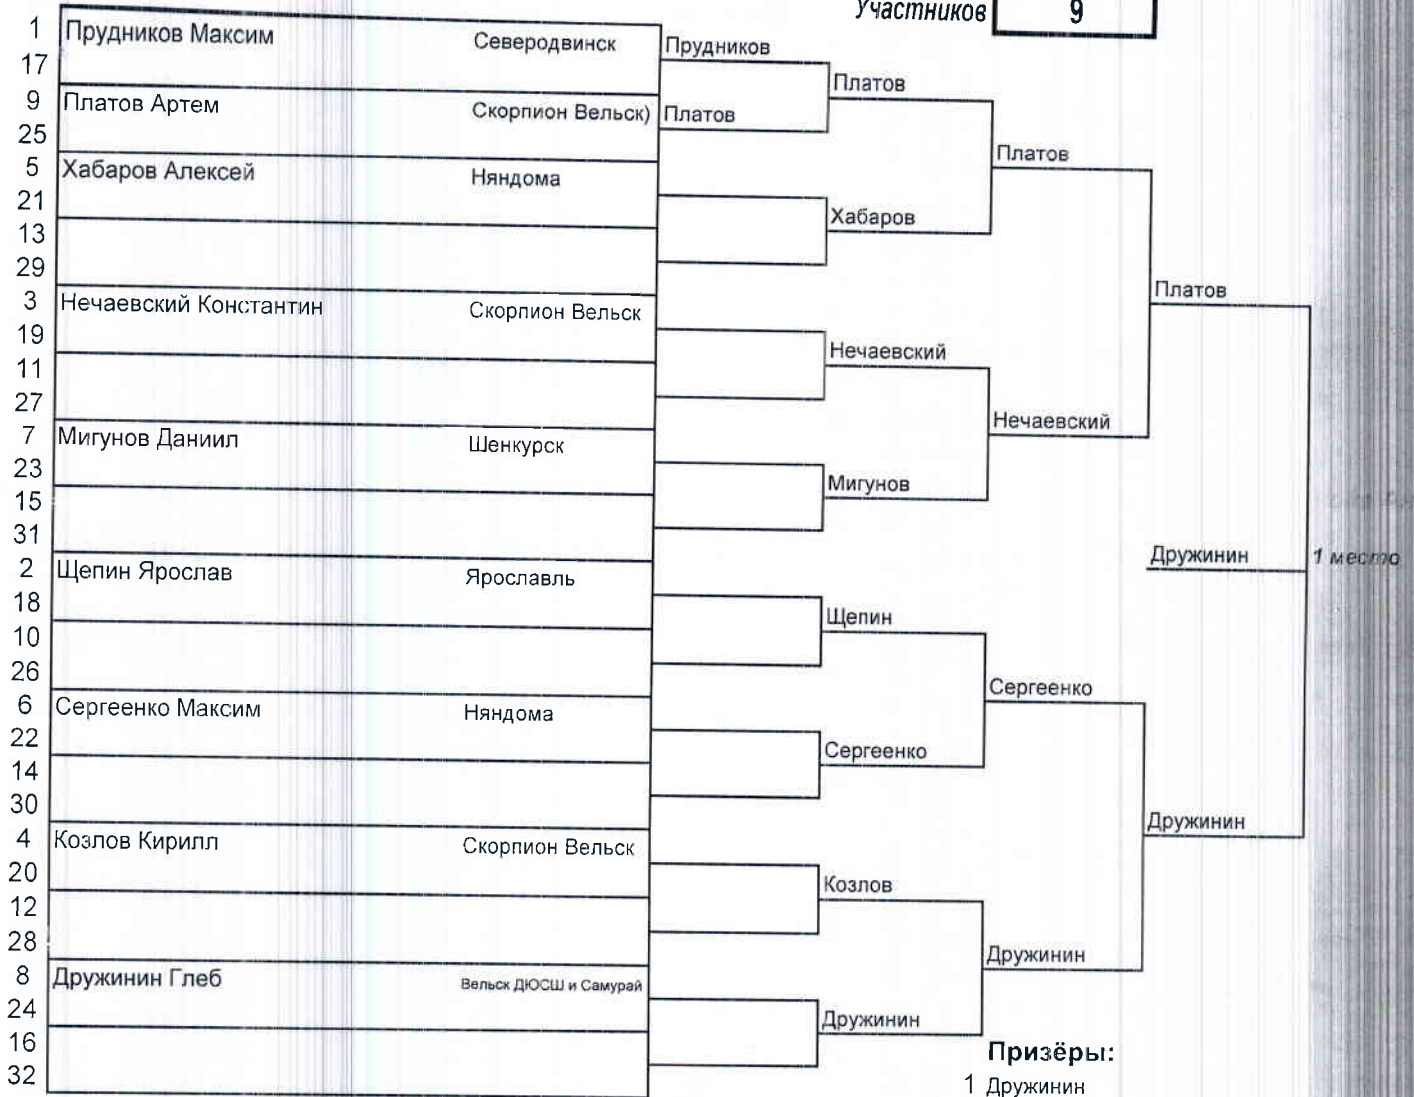 Участников 9
1 Прудников Максим Северодвинск Прудников
17 Платов
9 Платов Артем Скорпион Вельск) Платов
25 Платов
5 Хабаров Алексей Няндома
21 Хабаров
13
29 Платов
3 Нечаевский Константин Скорпион Вельск
19 Нечаевский
11
27 Нечаевский
7 Мигунов Даниил Шенкурск
23 Мигунов
15
31 Дружинин 1 место
2 Щепин Ярослав Ярославль
18 Щепин
10
26 Сергеенко
6 Сергеенко Максим Няндома
22 Сергеенко
14
30 Дружинин
4 Козлов Кирилл Скорпион Вельск
20 Козлов
12
28 Дружинин
8 Дружинин Глеб Вельск ДЮСШ и Самурай
24 Дружинин
16 Призёры:
32 1 Дружинин